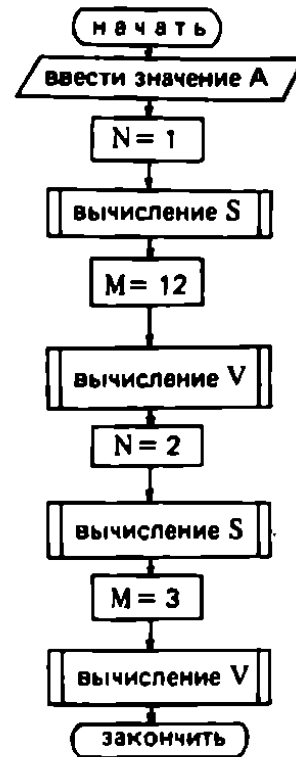 начать
ввести значение A
N = 1
вычисление S
M = 12
вычисление V
N = 2
вычисление S
M = 3
вычисление V
закончить